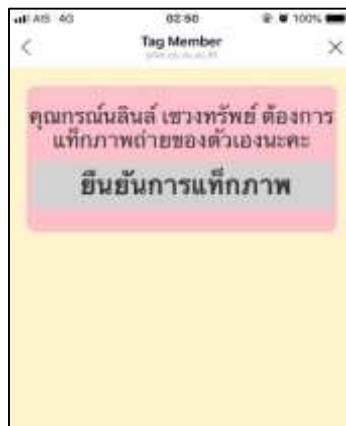 AIS 4G 02:50 100%
Tag Member
คุณกรณ์นลินล์ เชวงทรัพย์ ต้องการ
แท็กภาพถ่ายของตัวเองนะคะ
ยืนยันการแท็กภาพ